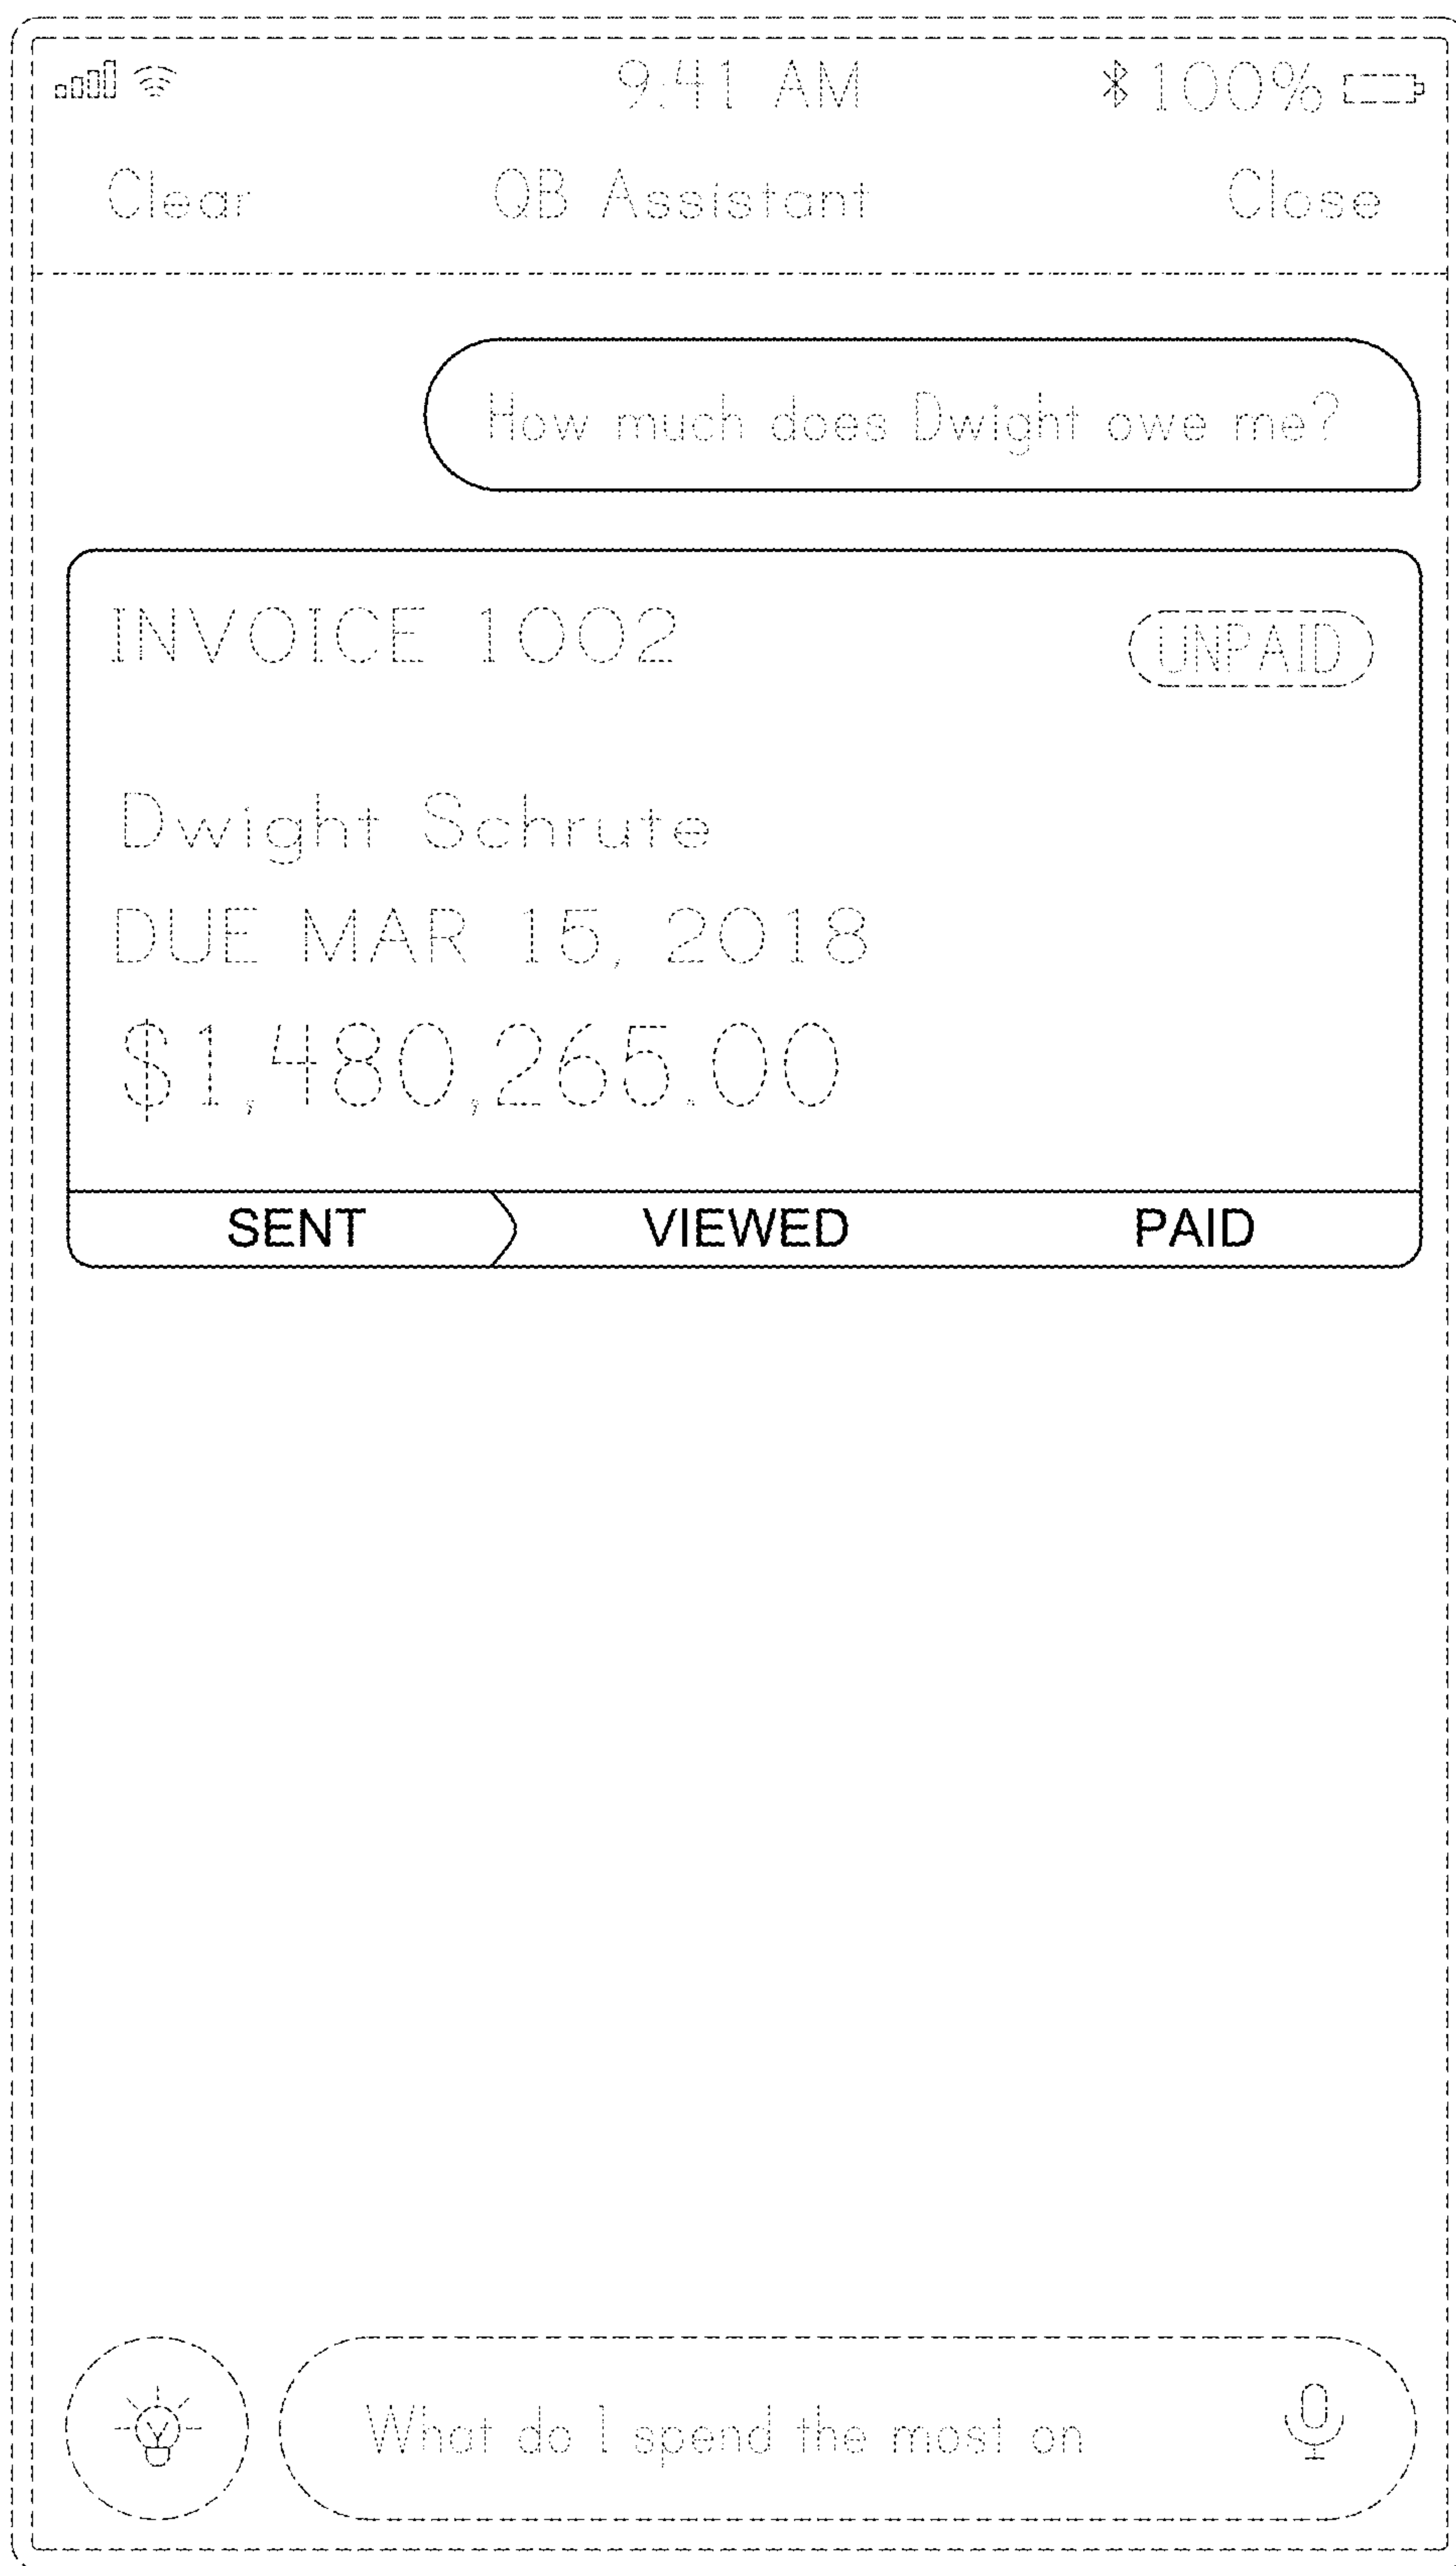 9:41 AM 100%
Clear QB Assistant Close
How much does Dwight owe me?
INVOICE 1002 UNPAID
Dwight Schrute
DUE MAR 15, 2018
$1,480,265.00
SENT VIEWED PAID
What do I spend the most on